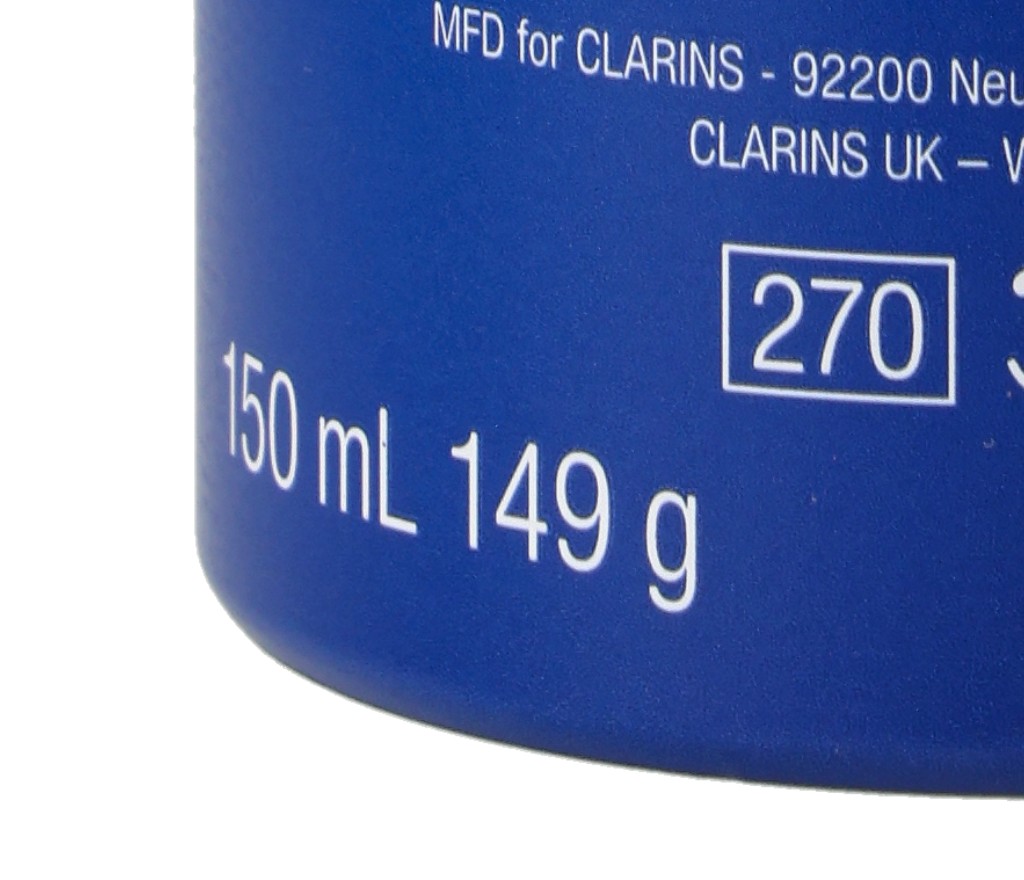 MFD for CLARINS - 92200 Neu
CLARINS UK –
270
150 mL 149 g